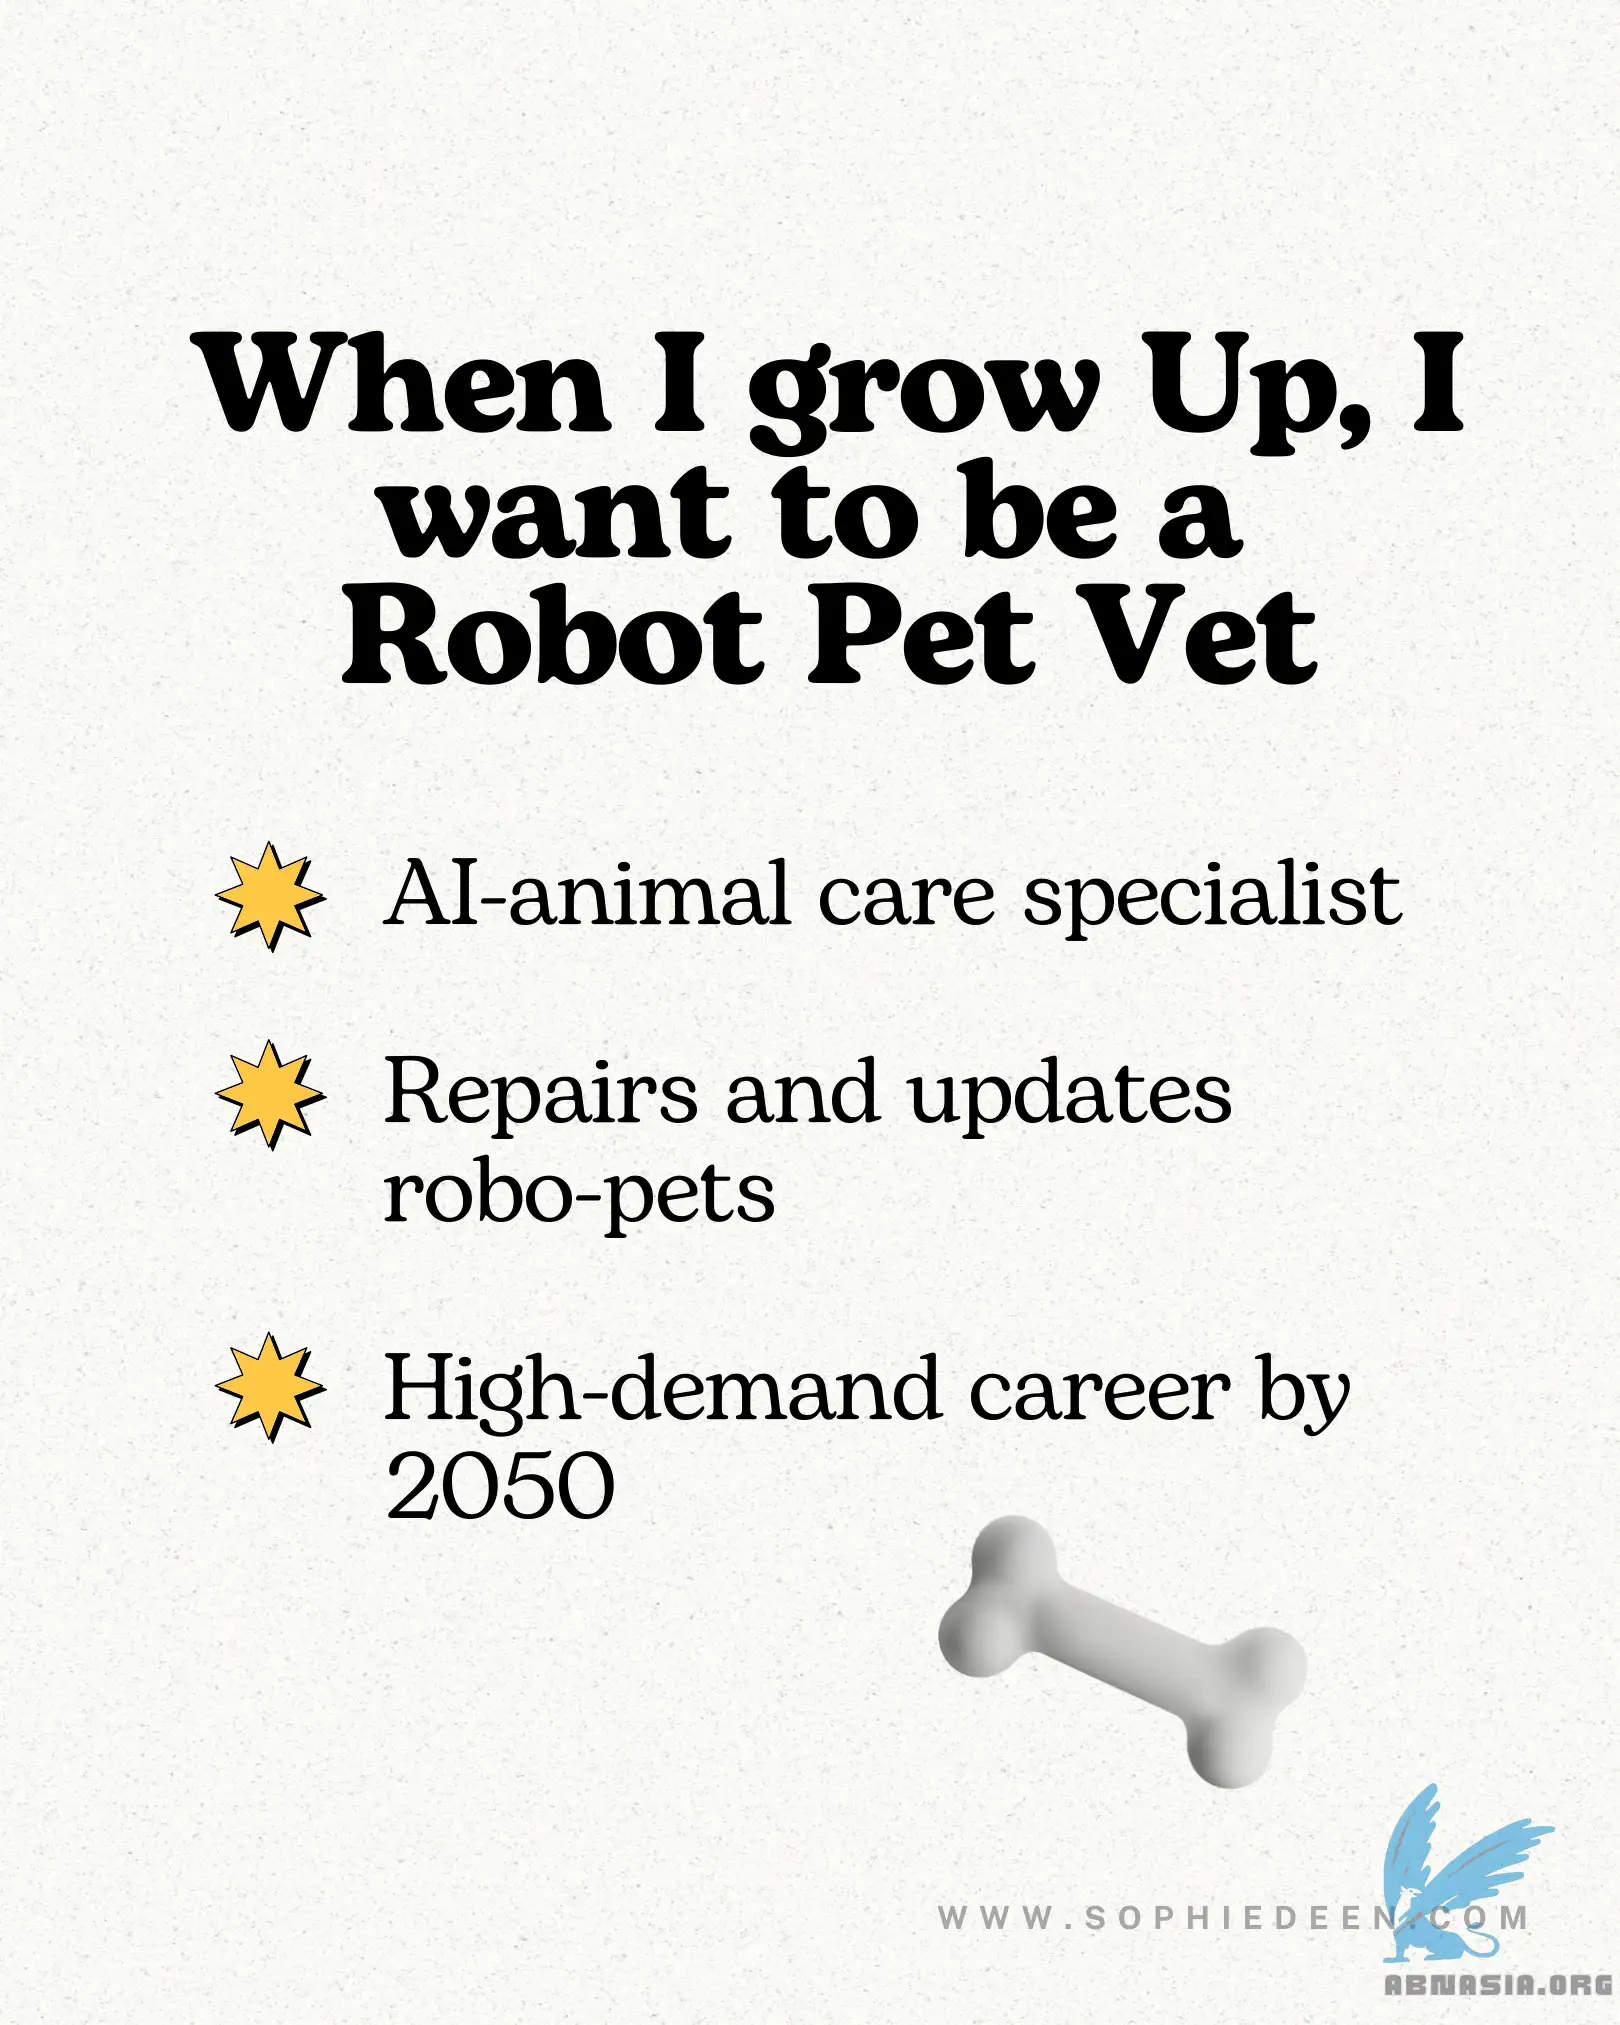 When I grow Up, I
want to be a
Robot Pet Vet
AI-animal care specialist
Repairs and updates
robo-pets
High-demand career by
2050
WWW.SOPHIEDEEN.COM
ABNASIA.ORG